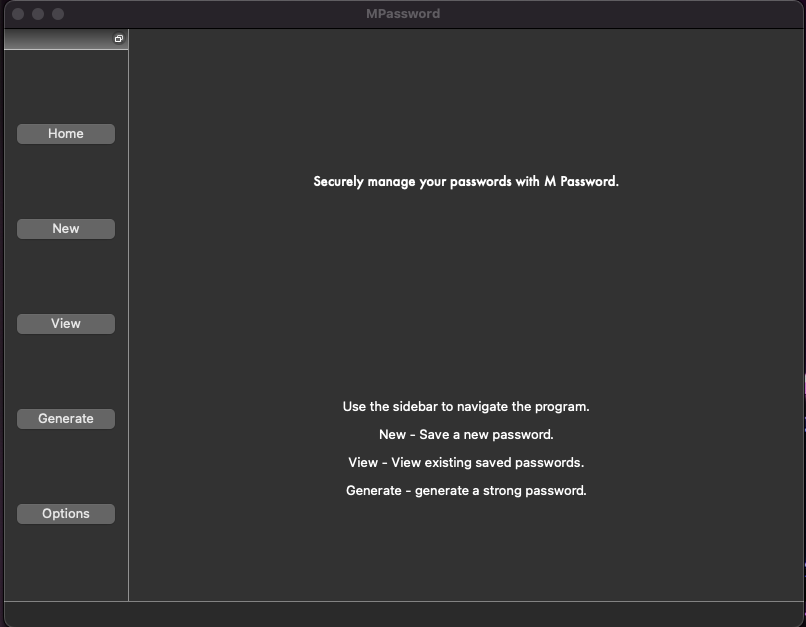 MPassword
Home
New
View
Generate
Options
Securely manage your passwords with M Password.
Use the sidebar to navigate the program.
New - Save a new password.
View - View existing saved passwords.
Generate - generate a strong password.